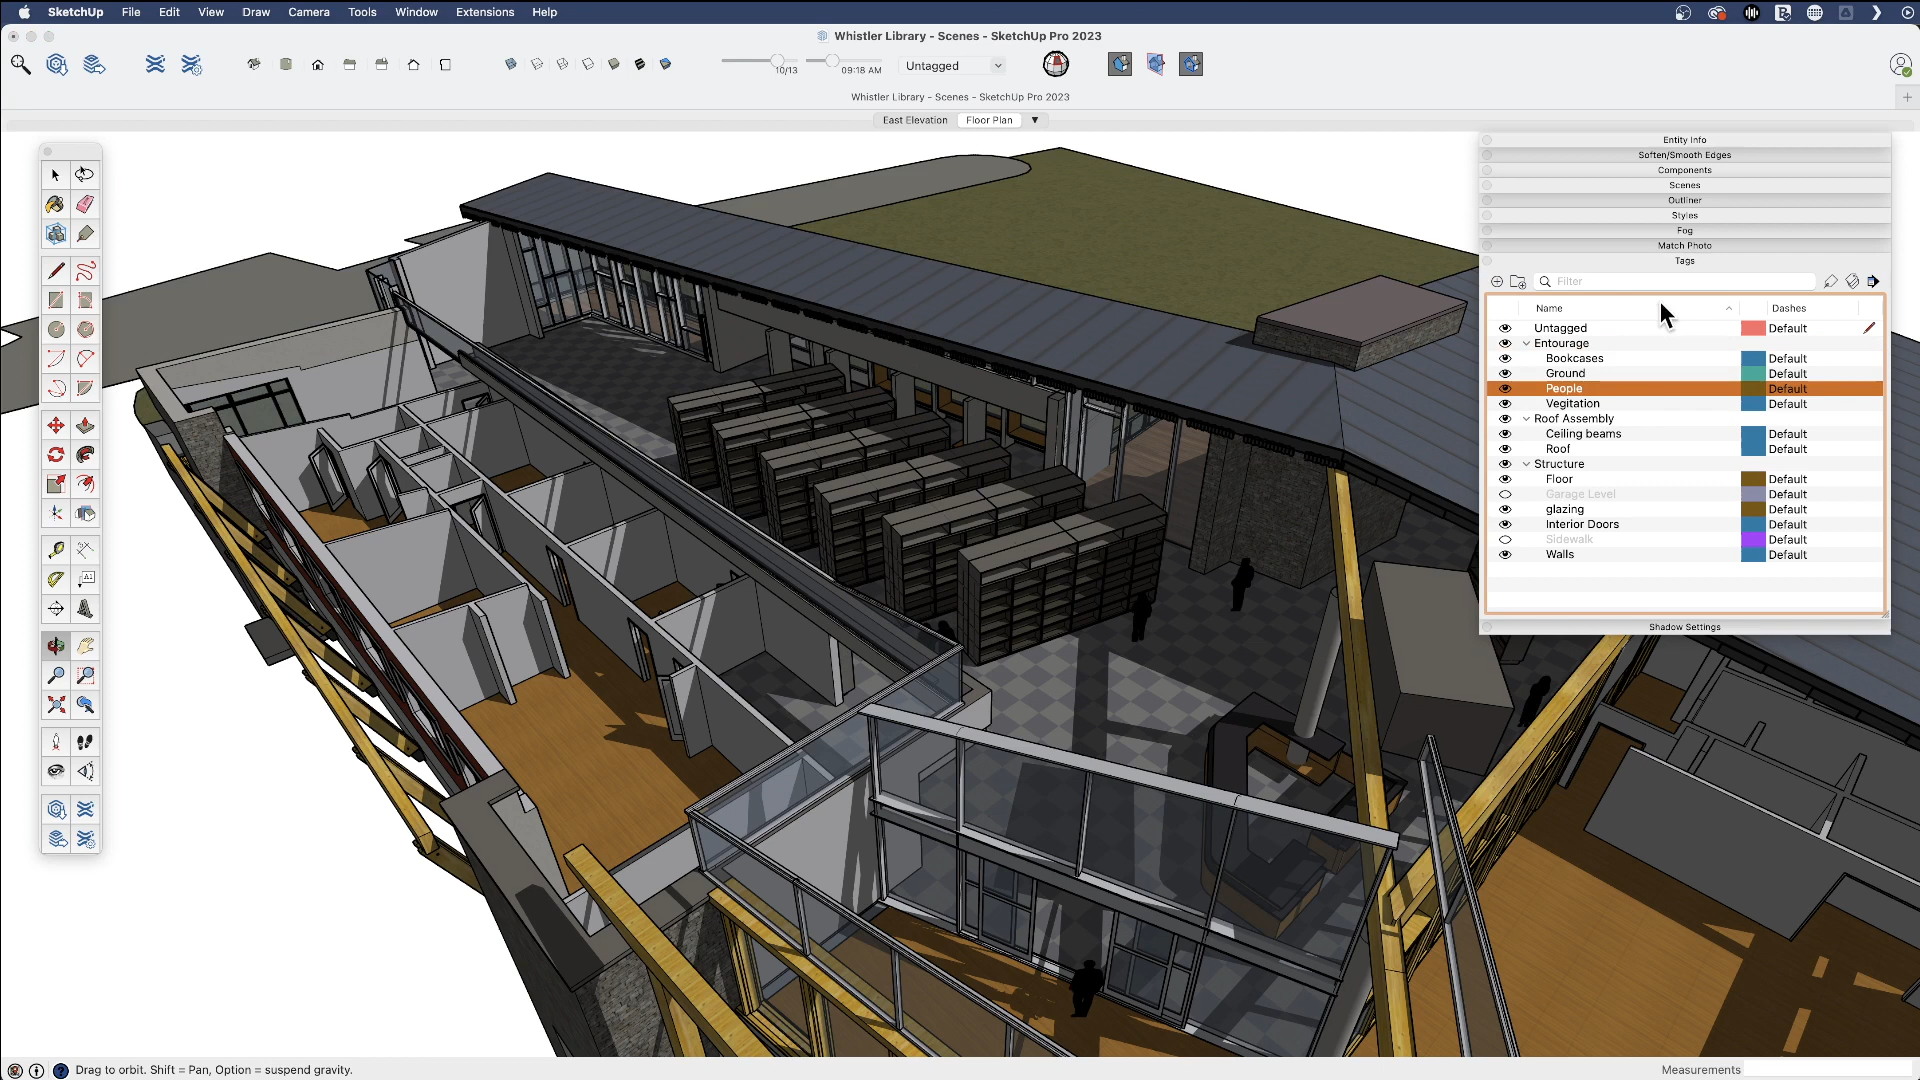 SketchUp File Edit View Draw Camera Tools Window Extensions Help
Whistler Library - Scenes - SketchUp Pro 2023
10/13 09:18 AM Untagged
Whistler Library - Scenes - SketchUp Pro 2023
East Elevation Floor Plan
Entity Info
Soften/Smooth Edges
Components
Scenes
Outliner
Styles
Fog
Match Photo
Tags
Filter
Name Dashes
Untagged Default
Entourage
Bookcases Default
Ground Default
People Default
Vegitation Default
Roof Assembly
Ceiling beams Default
Roof Default
Structure
Floor Default
Garage Level Default
glazing Default
Interior Doors Default
Sidewalk Default
Walls Default
Shadow Settings
A1
Drag to orbit. Shift = Pan, Option = suspend gravity.
Measurements